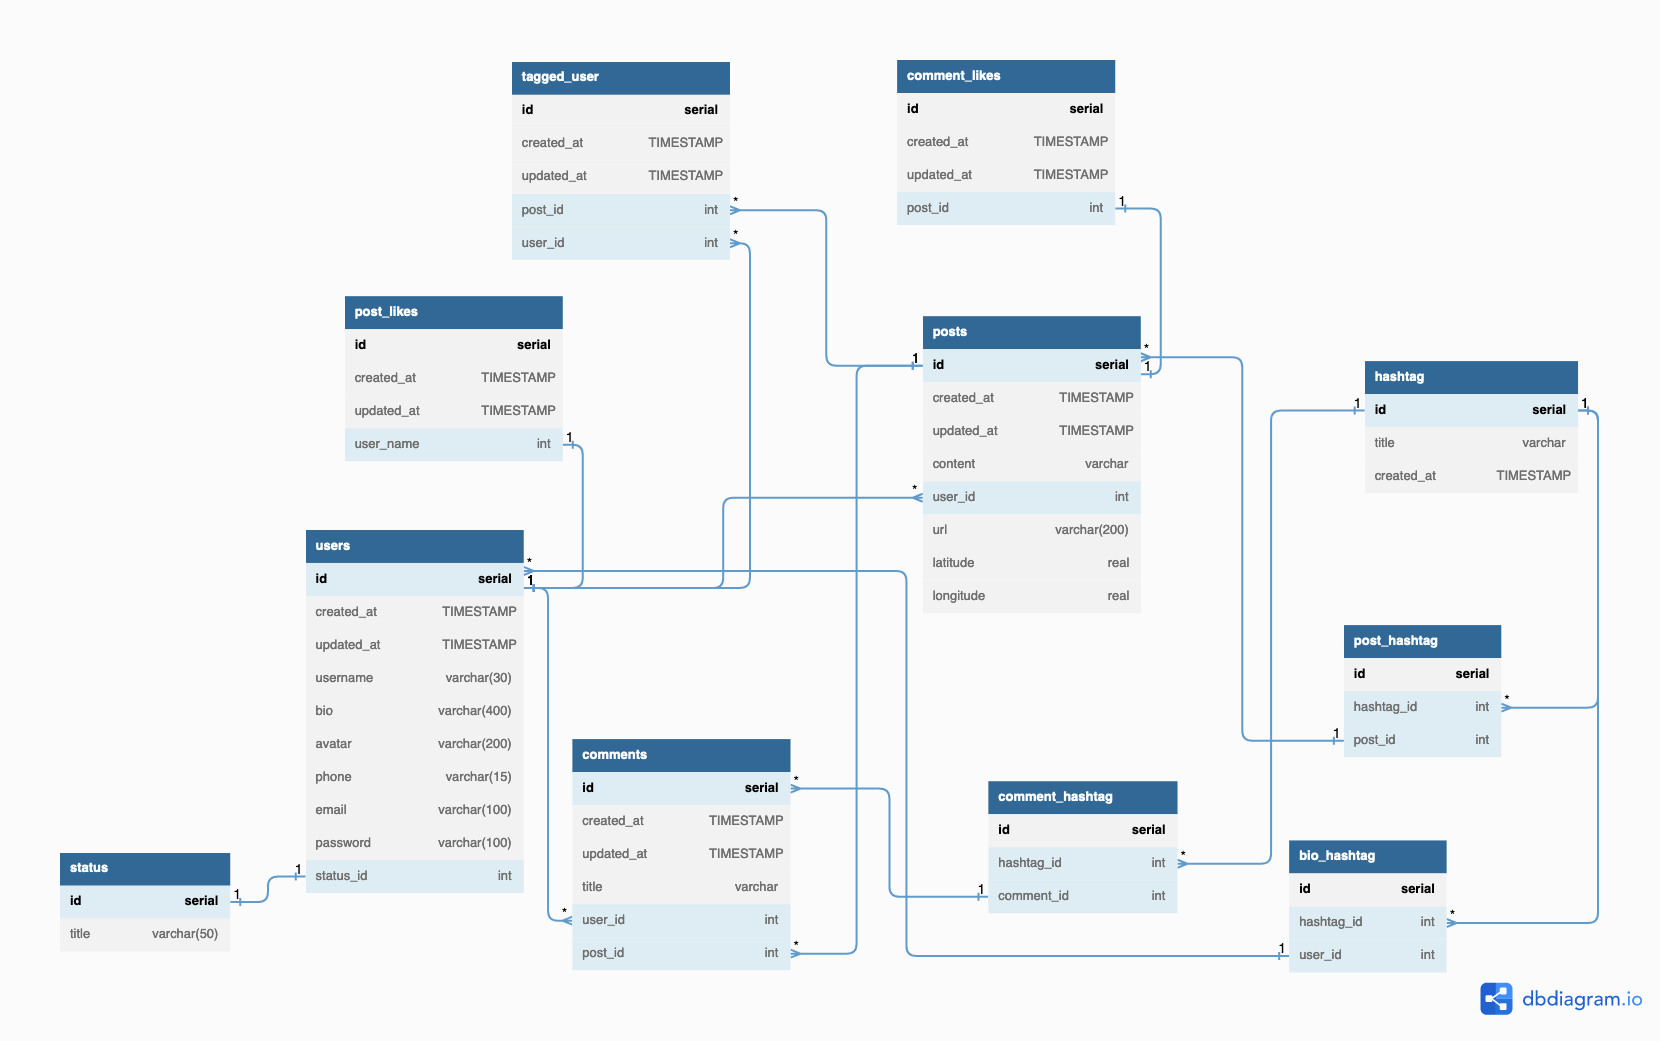 tagged_user
id serial
created_at TIMESTAMP
updated_at TIMESTAMP
post_id int
user_id int
*
*
comment_likes
id serial
created_at TIMESTAMP
updated_at TIMESTAMP
post_id int
1
post_likes
id serial
created_at TIMESTAMP
updated_at TIMESTAMP
user_name int
1
posts
id serial
created_at TIMESTAMP
updated_at TIMESTAMP
content varchar
user_id int
url varchar(200)
latitude real
longitude real
1
*
1
*
hashtag
id serial
title varchar
created_at TIMESTAMP
1
1
users
id serial
created_at TIMESTAMP
updated_at TIMESTAMP
username varchar(30)
bio varchar(400)
avatar varchar(200)
phone varchar(15)
email varchar(100)
password varchar(100)
status_id int
*
1
1
post_hashtag
id serial
hashtag_id int
post_id int
*
1
comments
id serial
created_at TIMESTAMP
updated_at TIMESTAMP
title varchar
user_id int
post_id int
*
*
*
comment_hashtag
id serial
hashtag_id int
comment_id int
*
1
status
id serial
title varchar(50)
1
bio_hashtag
id serial
hashtag_id int
user_id int
*
1
dbdiagram.io